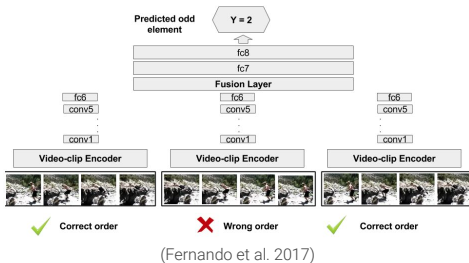 Predicted odd element
Y = 2
fc8
fc7
Fusion Layer
fc6 fc6 fc6
conv5 conv5 conv5
conv1 conv1 conv1
Video-clip Encoder Video-clip Encoder Video-clip Encoder
Correct order Wrong order Correct order
(Fernando et al. 2017)